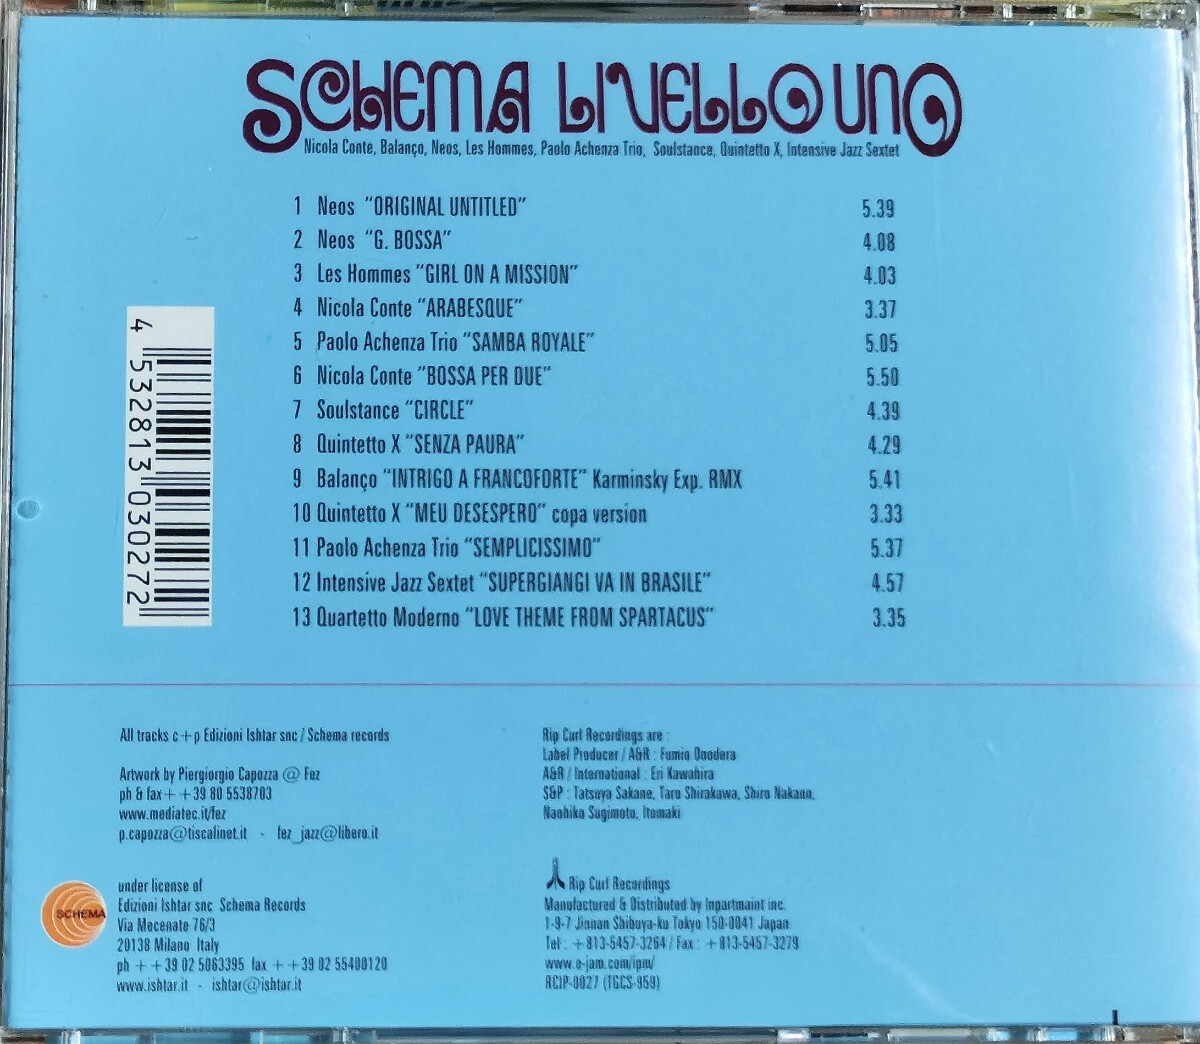 SCHEMA LIVELLO UNO
Nicola Conte, Balanço, Neos, Les Hommes, Paolo Achenza Trio, Soulstance, Quintetto X, Intensive Jazz Sextet
1 Neos "ORIGINAL UNTITLED" 5.39
2 Neos "G. BOSSA" 4.08
3 Les Hommes "GIRL ON A MISSION" 4.03
4 Nicola Conte "ARABESQUE" 3.37
5 Paolo Achenza Trio "SAMBA ROYALE" 5.05
6 Nicola Conte "BOSSA PER DUE" 5.50
7 Soulstance "CIRCLE" 4.39
8 Quintetto X "SENZA PAURA" 4.29
9 Balanço "INTRIGO A FRANCOFORTE" Karminsky Exp. RMX 5.41
10 Quintetto X "MEU DESESPERO" copa version 3.33
11 Paolo Achenza Trio "SEMPLICISSIMO" 5.37
12 Intensive Jazz Sextet "SUPERGIANGI VA IN BRASILE" 4.57
13 Quartetto Moderno "LOVE THEME FROM SPARTACUS" 3.35
4 532813 030272
All tracks c + p Edizioni Ishtar snc / Schema records
Artwork by Piergiorgio Capozza @ Fez
ph & fax+ +39 80 5538703
www.mediatec.it/fez
p.capozza@tiscalinet.it - fez_jazz@libero.it
under license of
Edizioni Ishtar snc Schema Records
Via Mecenate 76/3
20138 Milano Italy
ph + +39 02 5063395 fax + +39 02 55400120
www.ishtar.it - ishtar@ishtar.it
SCHEMA
Rip Curl Recordings are :
Label Producer / A&R : Fumio Onodera
A&R / International : Eri Kawahira
S&P : Tatsuya Sakane, Taro Shirakawa, Shiro Nakano,
Naohiko Sugimoto, Itomaki
Rip Curl Recordings
Manufactured & Distributed by Inpartmaint inc.
1-9-7 Jinnan Shibuya-ku Tokyo 150-0041 Japan
Tel : +813-5457-3264 / Fax : +813-5457-3279
www.e-jam.com/ipm/
RCIP-0027 (TGCS-959)